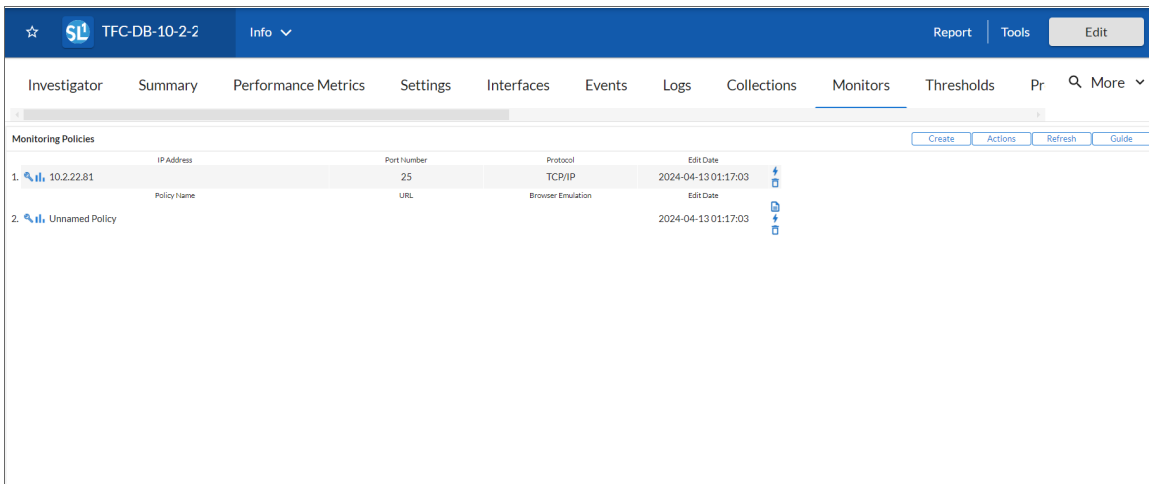 SL1 TFC-DB-10-2-2 Info Report Tools Edit
Investigator Summary Performance Metrics Settings Interfaces Events Logs Collections Monitors Thresholds Pr More
Monitoring Policies Create Actions Refresh Guide
IP Address Port Number Protocol Edit Date
1. 10.2.22.81 25 TCP/IP 2024-04-13 01:17:03
Policy Name URL Browser Emulation Edit Date
2. Unnamed Policy 2024-04-13 01:17:03